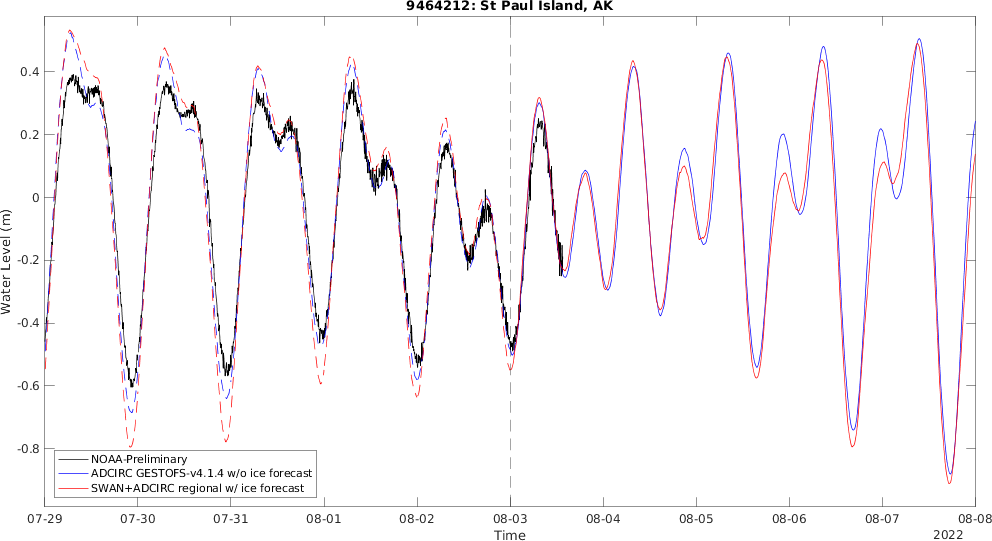 9464212: St Paul Island, AK
Water Level (m)
0.4
0.2
0
-0.2
-0.4
-0.6
-0.8
NOAA-Preliminary
ADCIRC GESTOFS-v4.1.4 w/o ice forecast
SWAN+ADCIRC regional w/ ice forecast
07-29 07-30 07-31 08-01 08-02 08-03 08-04 08-05 08-06 08-07 08-08
Time
2022